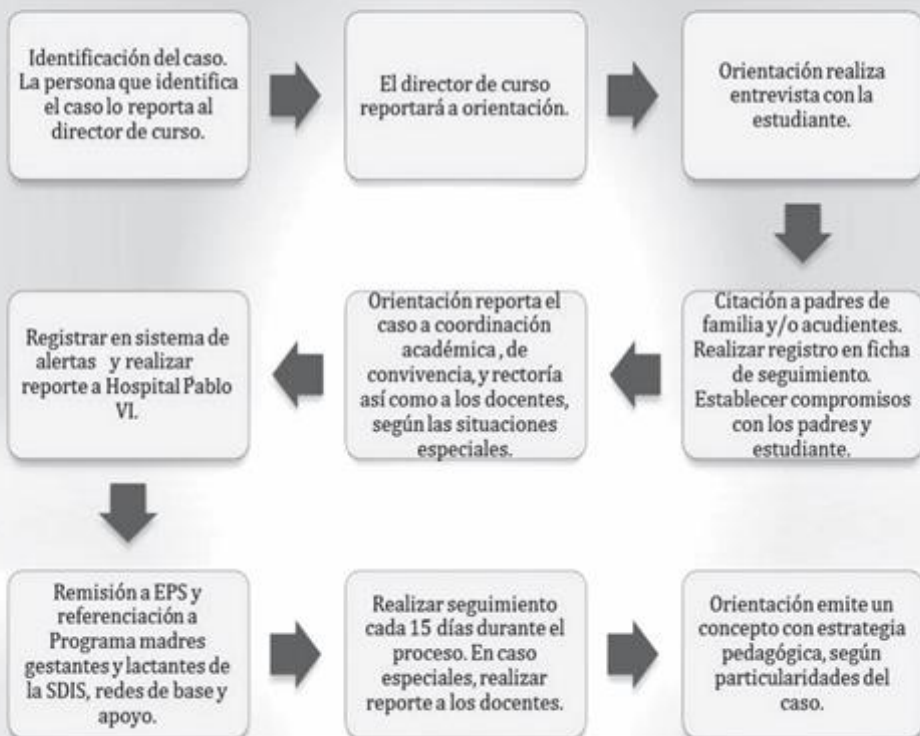 Identificación del caso.
La persona que identifica
el caso lo reporta al
director de curso.
El director de curso
reportará a orientación.
Orientación realiza
entrevista con la
estudiante.
Citación a padres de
familia y/o acudientes.
Realizar registro en ficha
de seguimiento.
Establecer compromisos
con los padres y
estudiante.
Orientación reporta el
caso a coordinación
académica , de
convivencia, y rectoría
así como a los docentes,
según las situaciones
especiales.
Registrar en sistema de
alertas y realizar
reporte a Hospital Pablo
VI.
Remisión a EPS y
referenciación a
Programa madres
gestantes y lactantes de
la SDIS, redes de base y
apoyo.
Realizar seguimiento
cada 15 días durante el
proceso. En caso
especiales, realizar
reporte a los docentes.
Orientación emite un
concepto con estrategia
pedagógica, según
particularidades del
caso.